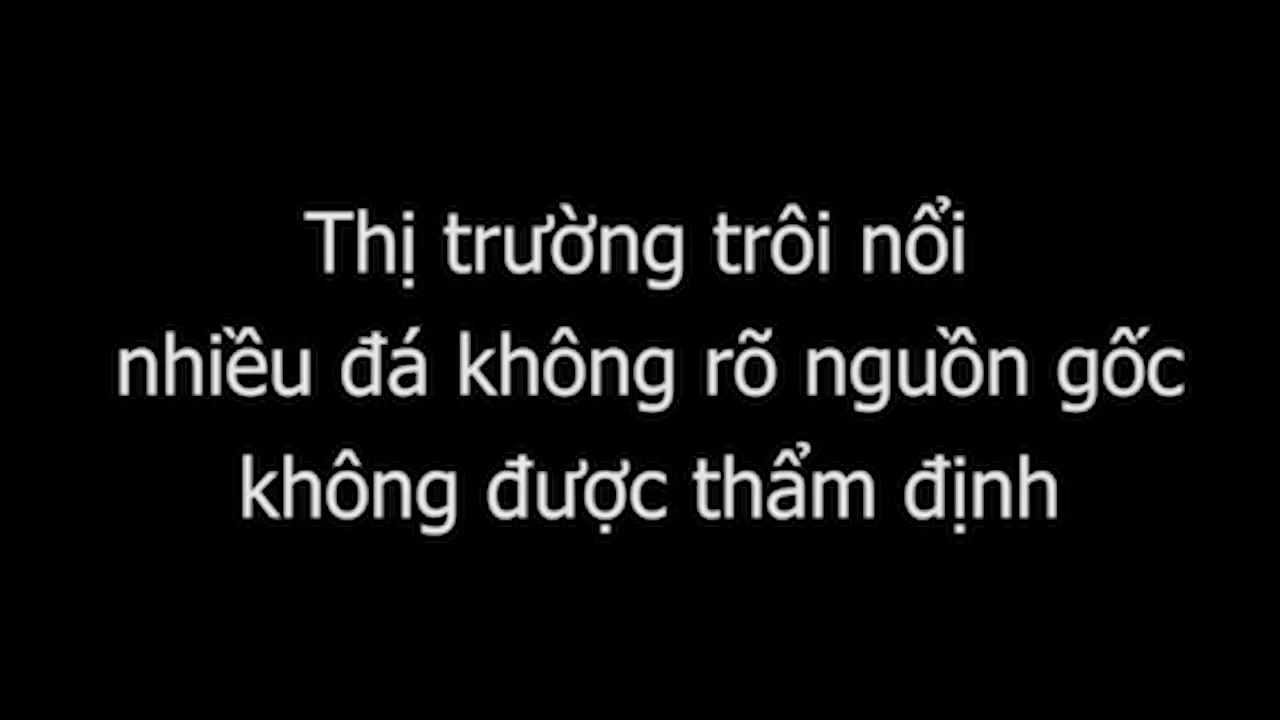 Thị trường trôi nổi
nhiều đá không rõ nguồn gốc
không được thẩm định